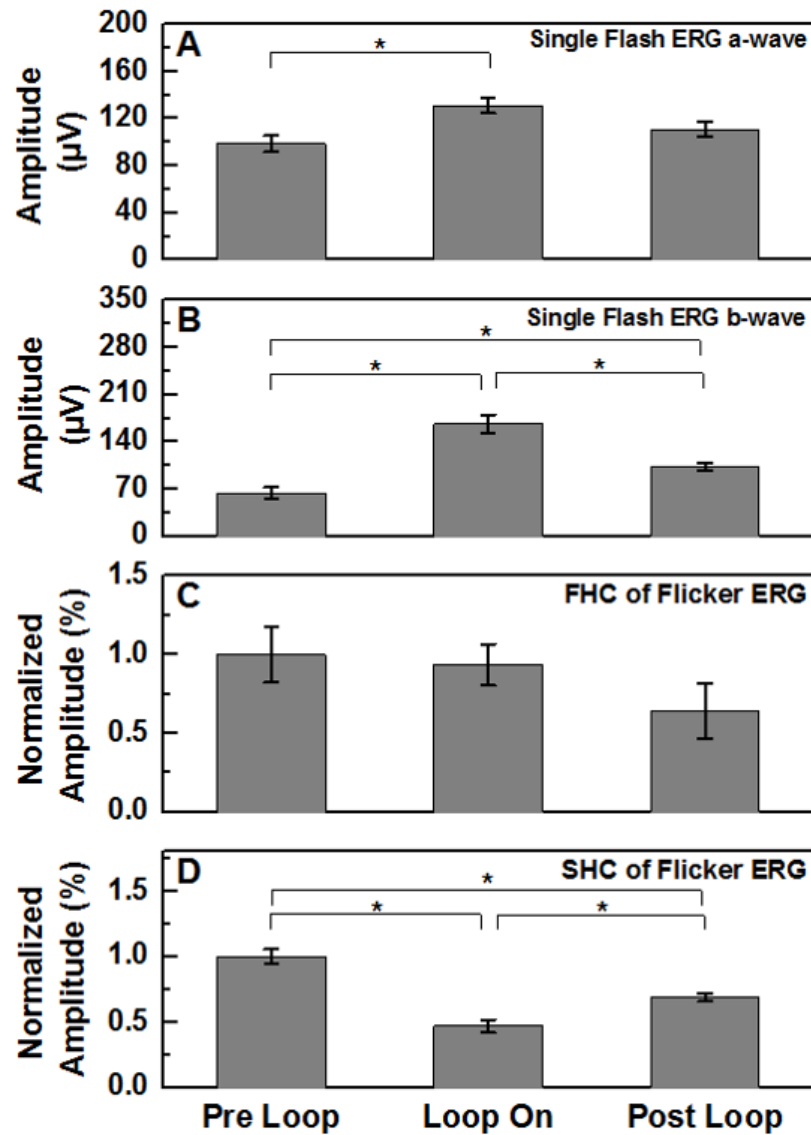 A
Single Flash ERG a-wave
Amplitude
(µV)
200
160
120
80
40
0
*
B
Single Flash ERG b-wave
Amplitude
(µV)
350
280
210
140
70
0
*
*
*
C
FHC of Flicker ERG
Normalized
Amplitude (%)
1.5
1.0
0.5
0.0
D
SHC of Flicker ERG
Normalized
Amplitude (%)
1.5
1.0
0.5
0.0
*
*
*
Pre Loop
Loop On
Post Loop